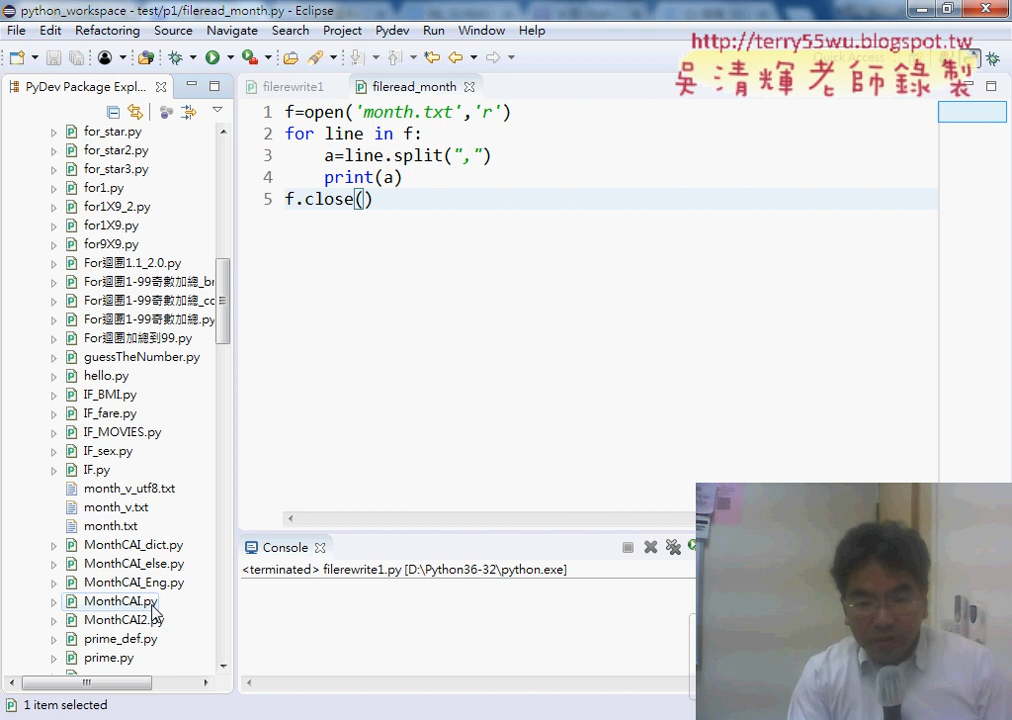 python_workspace - test/p1/fileread_month.py - Eclipse
File Edit Refactoring Source Navigate Search Project Pydev Run Window Help
http://terry55wu.blogspot.tw
吳清輝老師錄製
Quick Access
PyDev Package Expl...
filerewrite1
fileread_month
for_star.py
for_star2.py
for_star3.py
for1.py
for1X9_2.py
for1X9.py
for9X9.py
For迴圈1.1_2.0.py
For迴圈1-99奇數加總_br
For迴圈1-99奇數加總_cc
For迴圈1-99奇數加總.py
For迴圈加總到99.py
guessTheNumber.py
hello.py
IF_BMI.py
IF_fare.py
IF_MOVIES.py
IF_sex.py
IF.py
month_v_utf8.txt
month_v.txt
month.txt
MonthCAI_dict.py
MonthCAI_else.py
MonthCAI_Eng.py
MonthCAI.py
MonthCAI2.py
prime_def.py
prime.py
1 f=open('month.txt','r')
2 for line in f:
3 a=line.split(",")
4 print(a)
5 f.close()
Console
<terminated> filerewrite1.py [D:\Python36-32\python.exe]
1 item selected